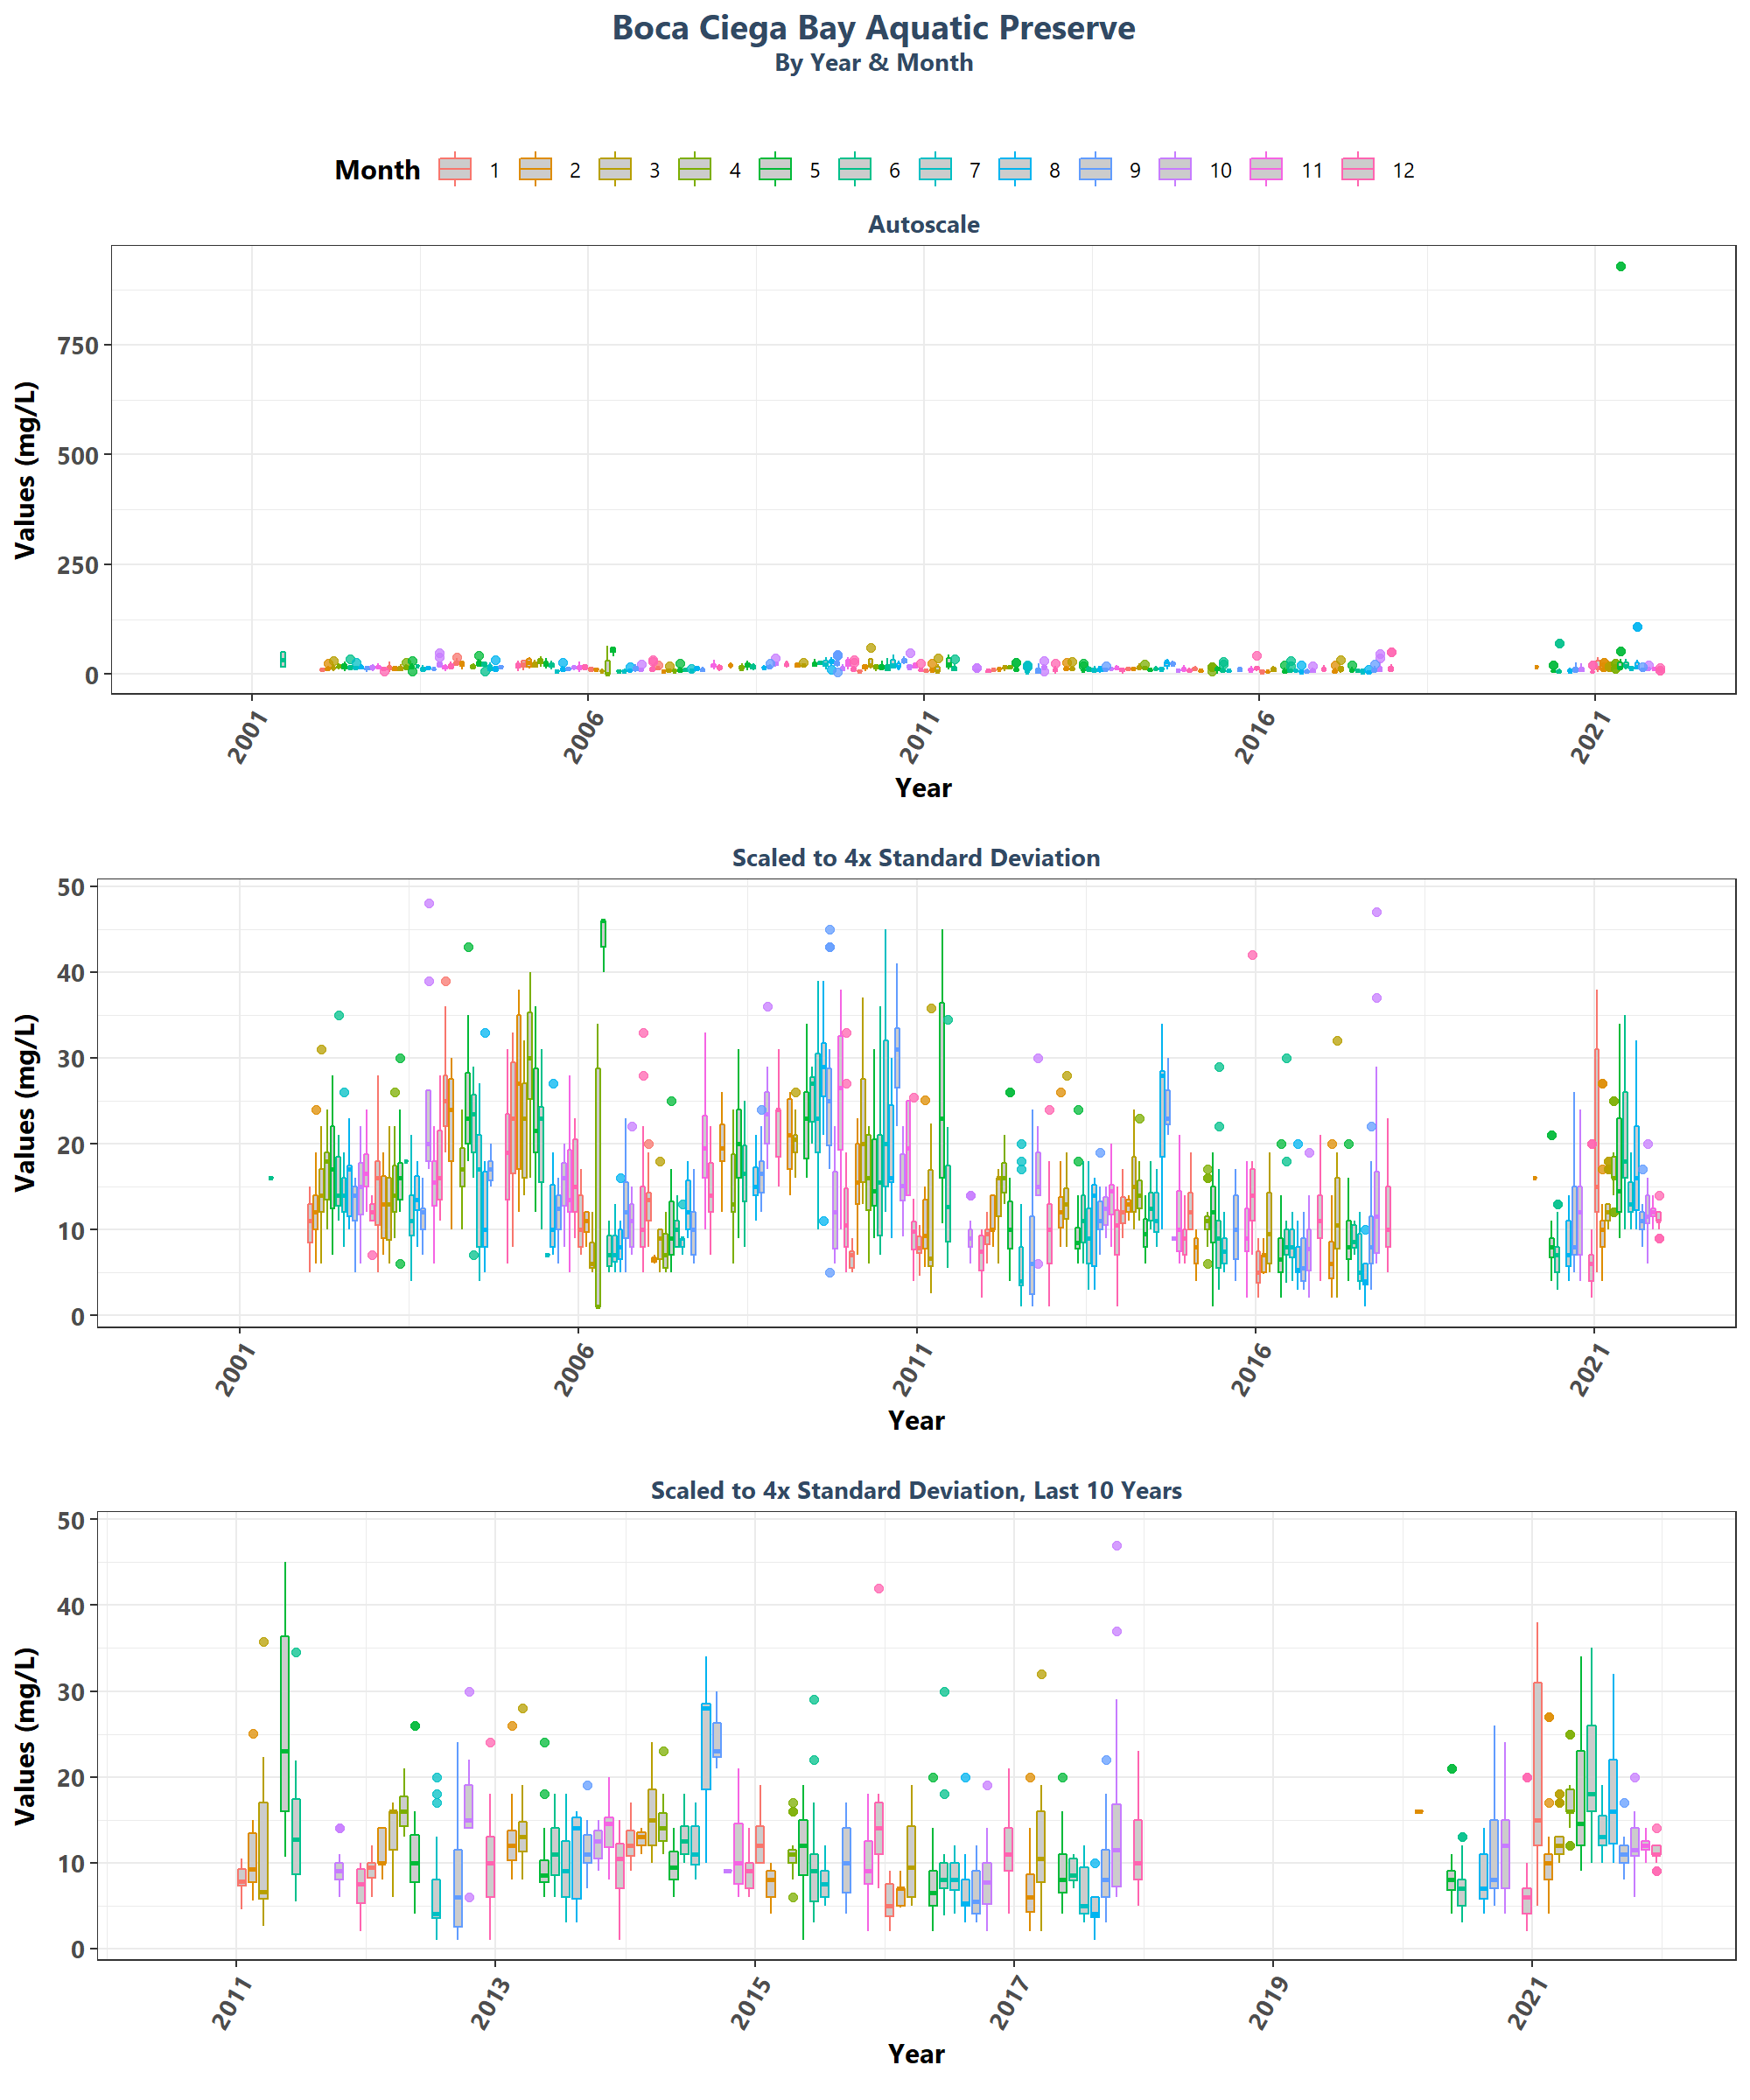 Boca Ciega Bay Aquatic Preserve
By Year & Month
Month 1 2 3 4 5 6 7 8 9 10 11 12
Autoscale
Values (mg/L)
750
500
250
0
2001 2006 2011 2016 2021
Year
Scaled to 4x Standard Deviation
Values (mg/L)
50
40
30
20
10
0
2001 2006 2011 2016 2021
Year
Scaled to 4x Standard Deviation, Last 10 Years
Values (mg/L)
50
40
30
20
10
0
2011 2013 2015 2017 2019 2021
Year